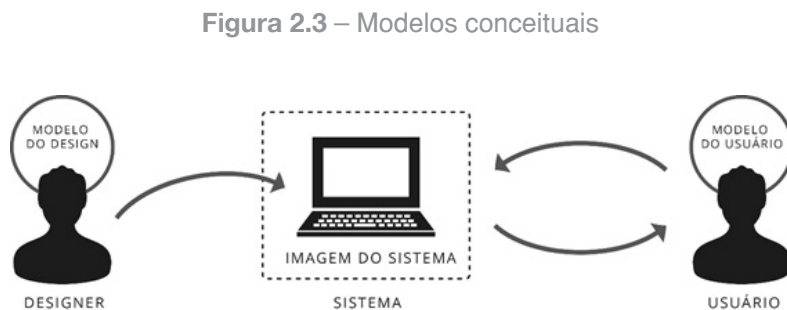 Figura 2.3 – Modelos conceituais
MODELO
DO DESIGN
DESIGNER
IMAGEM DO SISTEMA
SISTEMA
MODELO
DO USUÁRIO
USUÁRIO